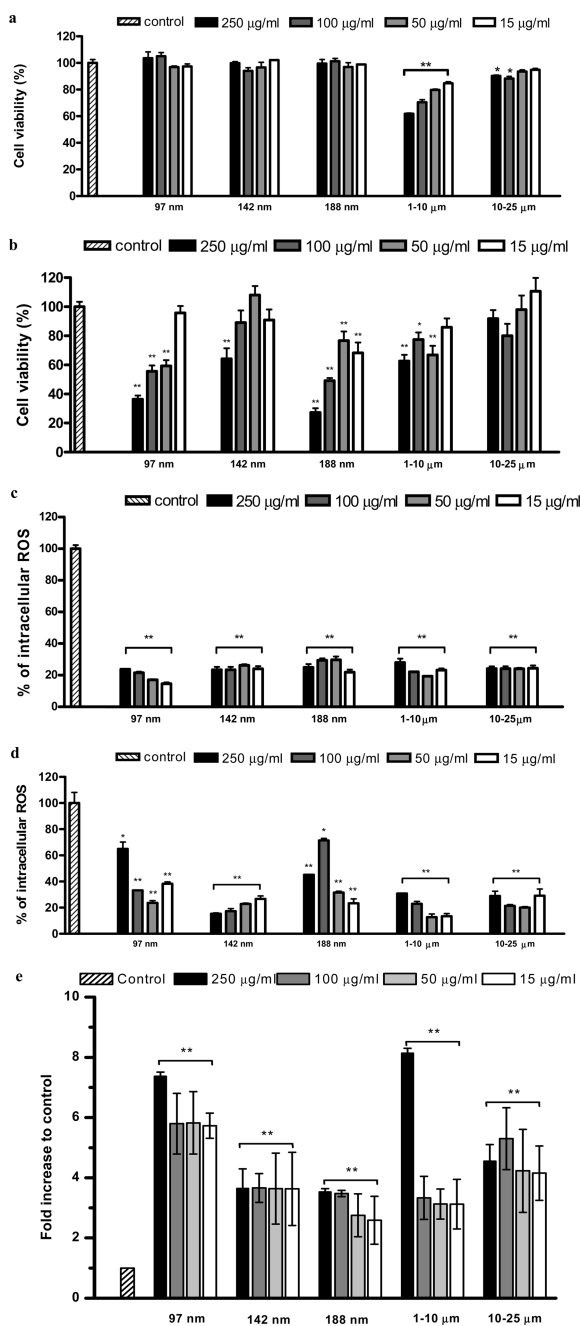 a
control 250 µg/ml 100 µg/ml 50 µg/ml 15 µg/ml
Cell viability (%)
120
100
80
60
40
20
0
**
* *
97 nm 142 nm 188 nm 1-10 µm 10-25 µm
b
control 250 µg/ml 100 µg/ml 50 µg/ml 15 µg/ml
Cell viability (%)
120
100
80
60
40
20
0
** ** ** ** ** ** ** ** ** * **
97 nm 142 nm 188 nm 1-10 µm 10-25 µm
c
control 250 µg/ml 100 µg/ml 50 µg/ml 15 µg/ml
% of intracellular ROS
120
100
80
60
40
20
0
** ** ** ** **
97 nm 142 nm 188 nm 1-10µm 10-25µm
d
control 250 µg/ml 100 µg/ml 50 µg/ml 15 µg/ml
% of intracellular ROS
120
100
80
60
40
20
0
* ** ** ** ** ** * ** ** ** **
97 nm 142 nm 188 nm 1-10 µm 10-25 µm
e
Control 250 µg/ml 100 µg/ml 50 µg/ml 15 µg/ml
Fold increase to control
10
8
6
4
2
0
** ** ** ** **
97 nm 142 nm 188 nm 1-10 µm 10-25 µm